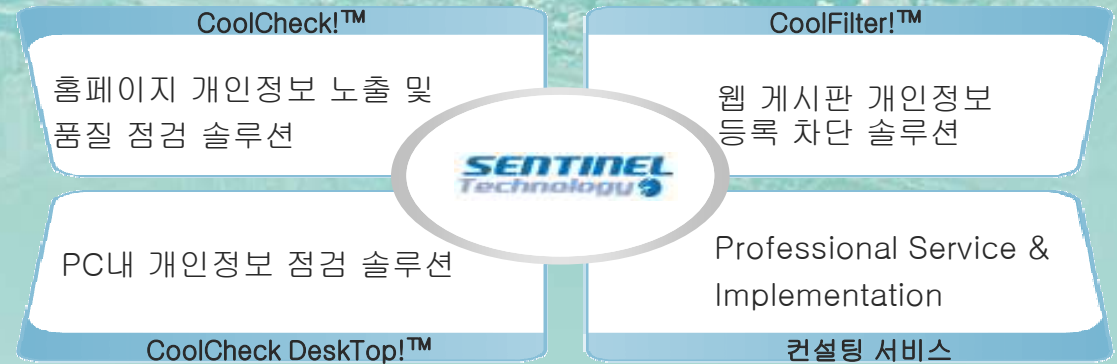 CoolCheck!™
홈페이지 개인정보 노출 및
품질 점검 솔루션
CoolFilter!™
웹 게시판 개인정보
등록 차단 솔루션
SENTINEL
Technology
PC내 개인정보 점검 솔루션
CoolCheck DeskTop!™
Professional Service &
Implementation
컨설팅 서비스